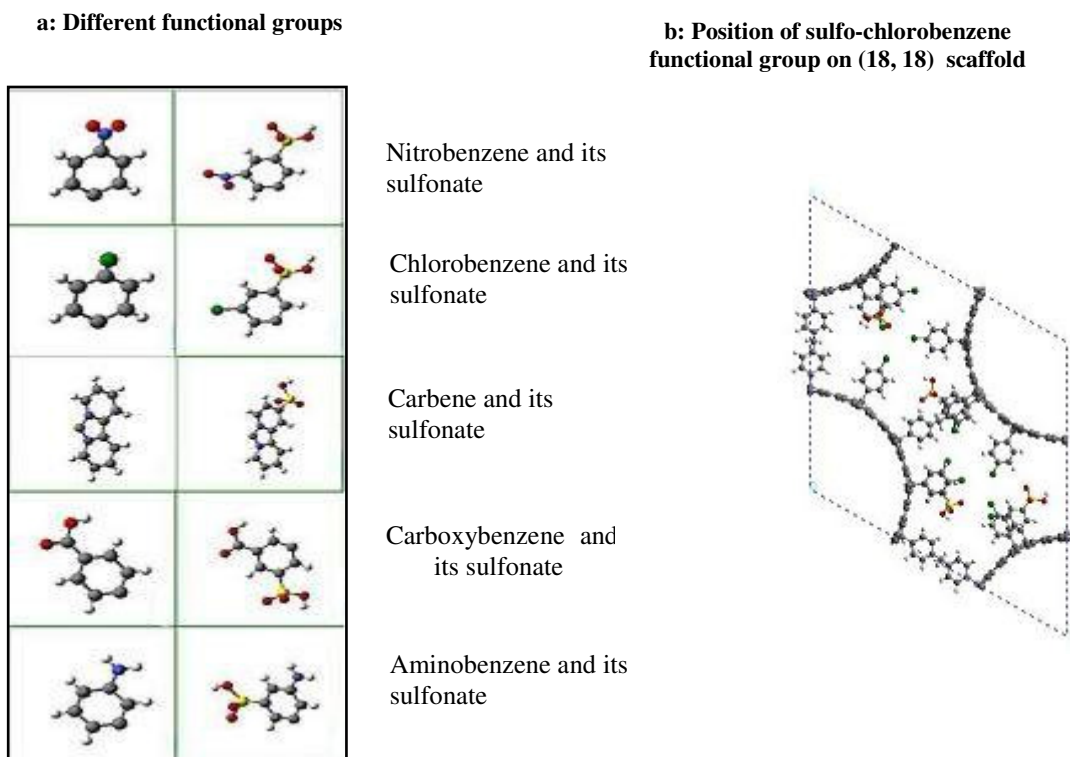 a: Different functional groups
b: Position of sulfo-chlorobenzene
functional group on (18, 18) scaffold
Nitrobenzene and its
sulfonate
Chlorobenzene and its
sulfonate
Carbene and its
sulfonate
Carboxybenzene and
its sulfonate
Aminobenzene and its
sulfonate